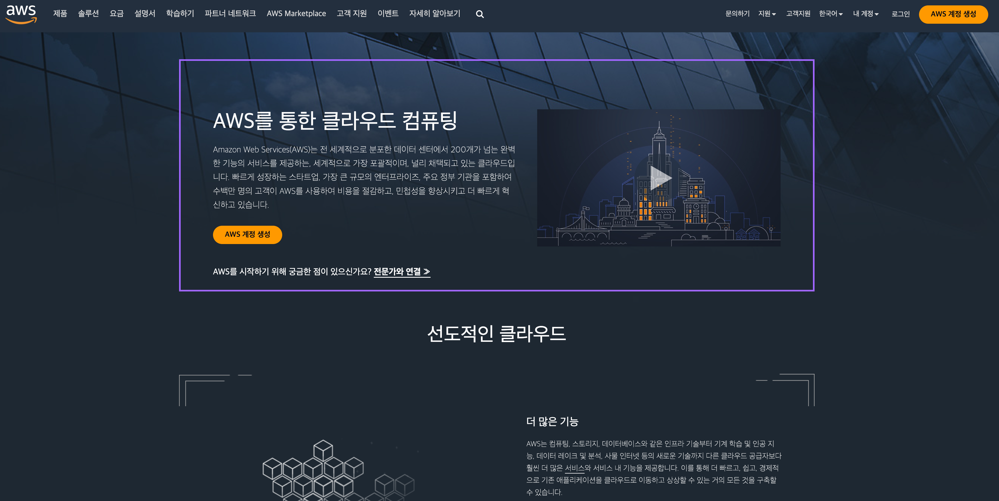 aws 제품 솔루션 요금 설명서 학습하기 파트너 네트워크 AWS Marketplace 고객 지원 이벤트 자세히 알아보기 문의하기 지원 고객지원 한국어 내 계정 로그인 AWS 계정 생성
AWS를 통한 클라우드 컴퓨팅
Amazon Web Services(AWS)는 전 세계적으로 분포한 데이터 센터에서 200개가 넘는 완벽
한 기능의 서비스를 제공하는, 세계적으로 가장 포괄적이며, 널리 채택되고 있는 클라우드입
니다. 빠르게 성장하는 스타트업, 가장 큰 규모의 엔터프라이즈, 주요 정부 기관을 포함하여
수백만 명의 고객이 AWS를 사용하여 비용을 절감하고, 민첩성을 향상시키고 더 빠르게 혁
신하고 있습니다.
AWS 계정 생성
AWS를 시작하기 위해 궁금한 점이 있으신가요? 전문가와 연결 ≫
선도적인 클라우드
더 많은 기능
AWS는 컴퓨팅, 스토리지, 데이터베이스와 같은 인프라 기술부터 기계 학습 및 인공 지
능, 데이터 레이크 및 분석, 사물 인터넷 등의 새로운 기술까지 다른 클라우드 공급자보다
훨씬 더 많은 서비스와 서비스 내 기능을 제공합니다. 이를 통해 더 빠르고, 쉽고, 경제적
으로 기존 애플리케이션을 클라우드로 이동하고 상상할 수 있는 거의 모든 것을 구축할
수 있습니다.